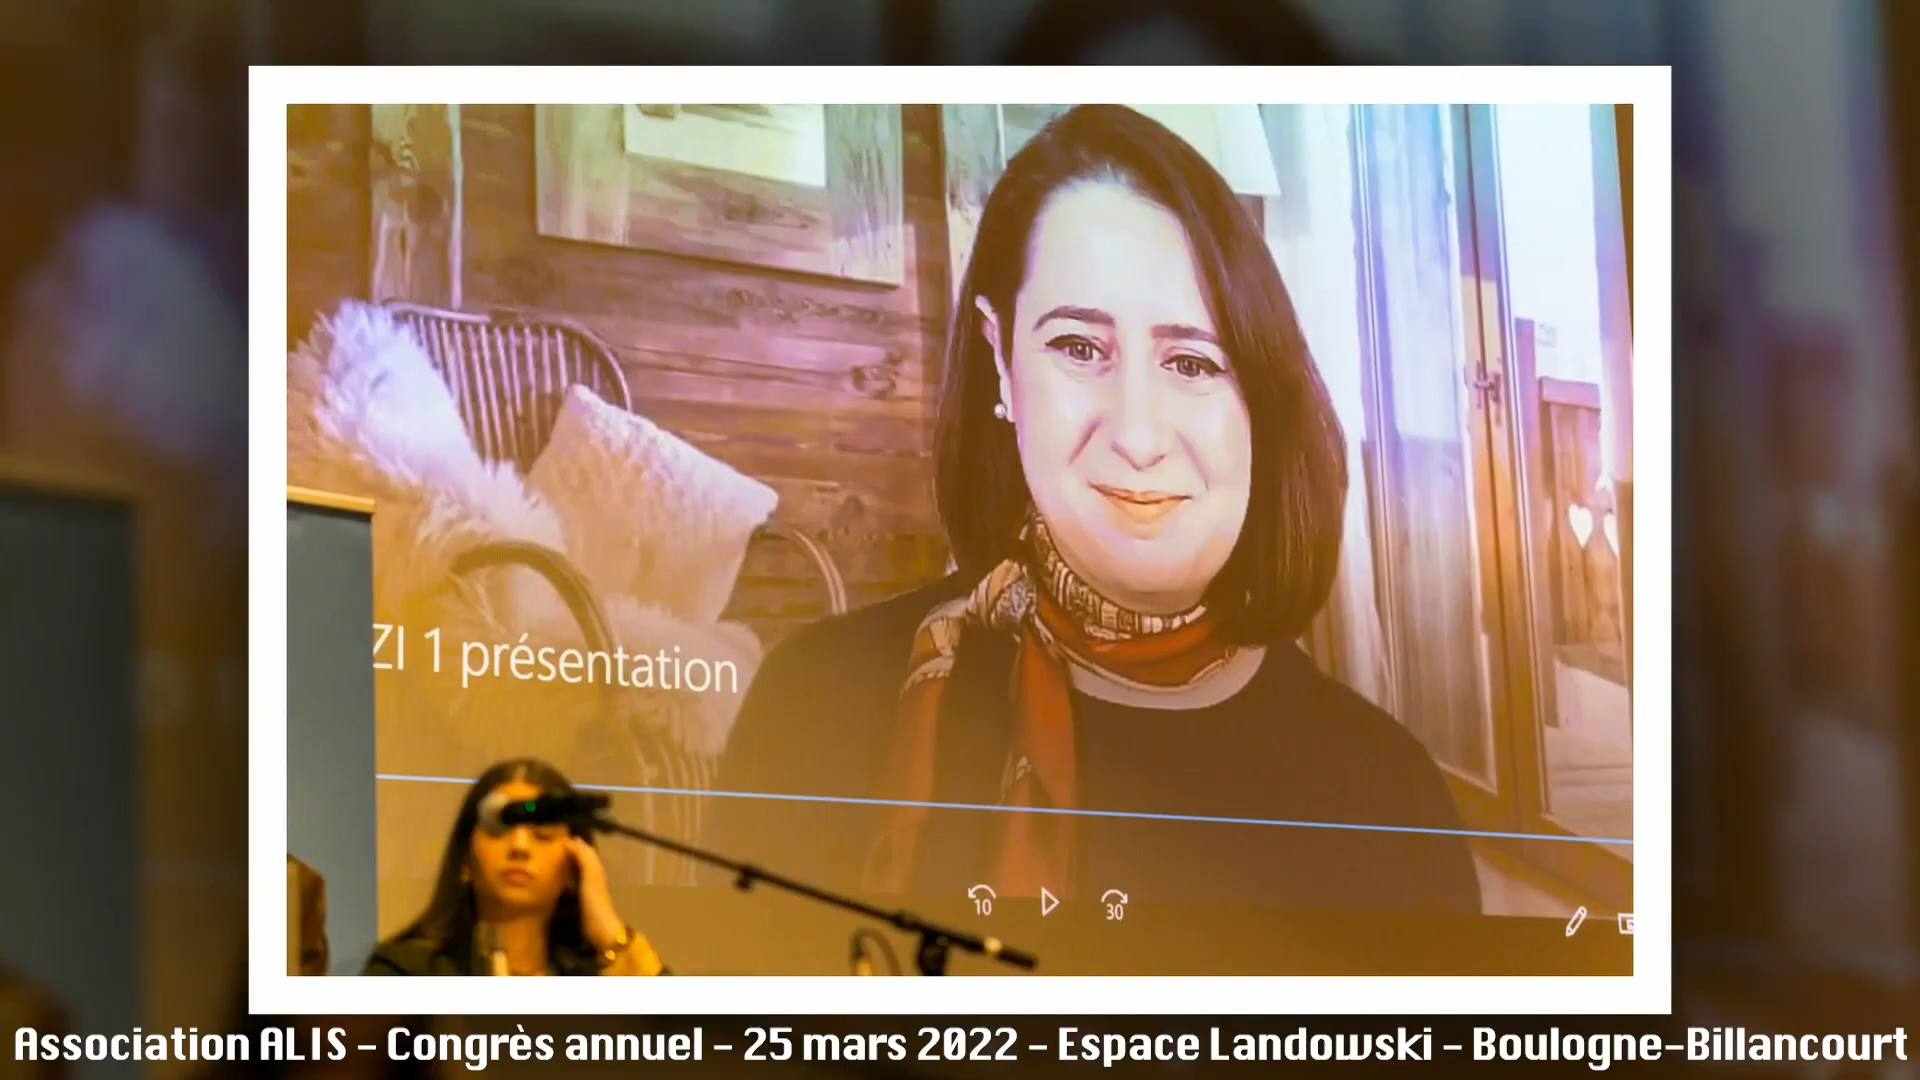 ZI 1 présentation
10
30
Association ALIS - Congrès annuel - 25 mars 2022 - Espace Landowski - Boulogne-Billancourt